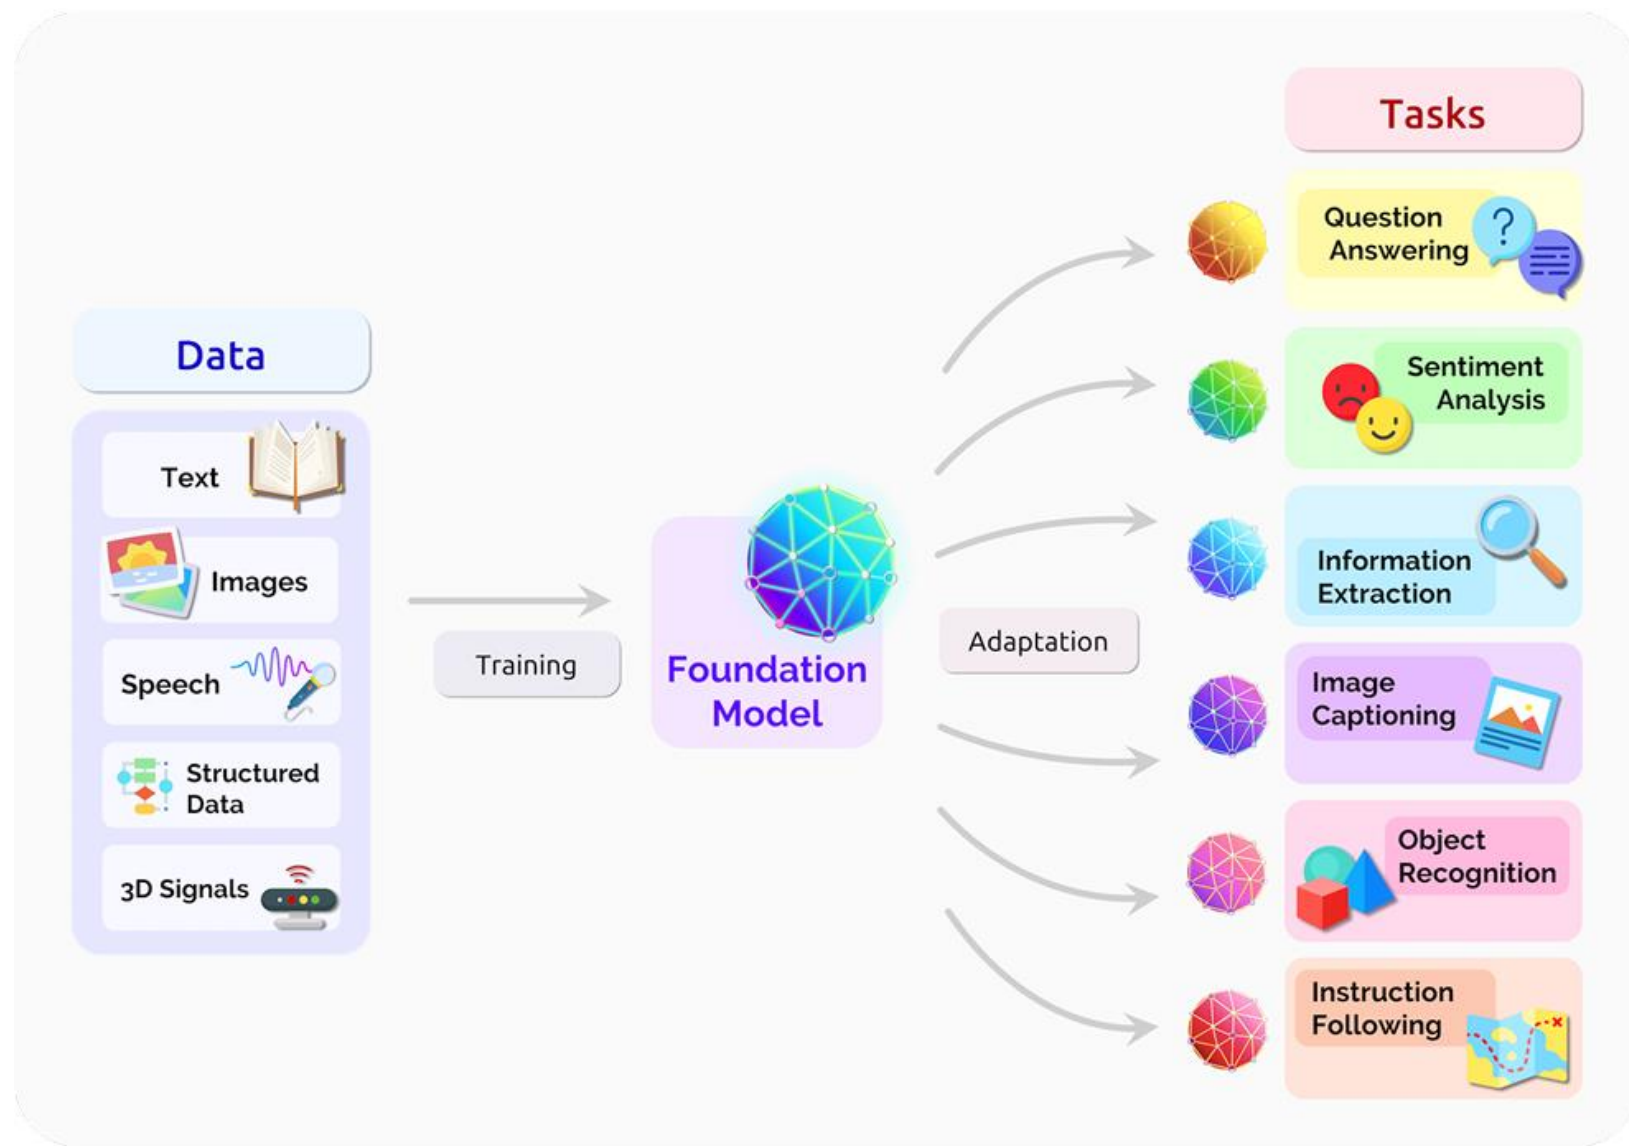 Data
Text
Images
Speech
Structured
Data
3D Signals
Training
Foundation
Model
Adaptation
Tasks
Question
Answering
?
Sentiment
Analysis
Information
Extraction
Image
Captioning
Object
Recognition
Instruction
Following